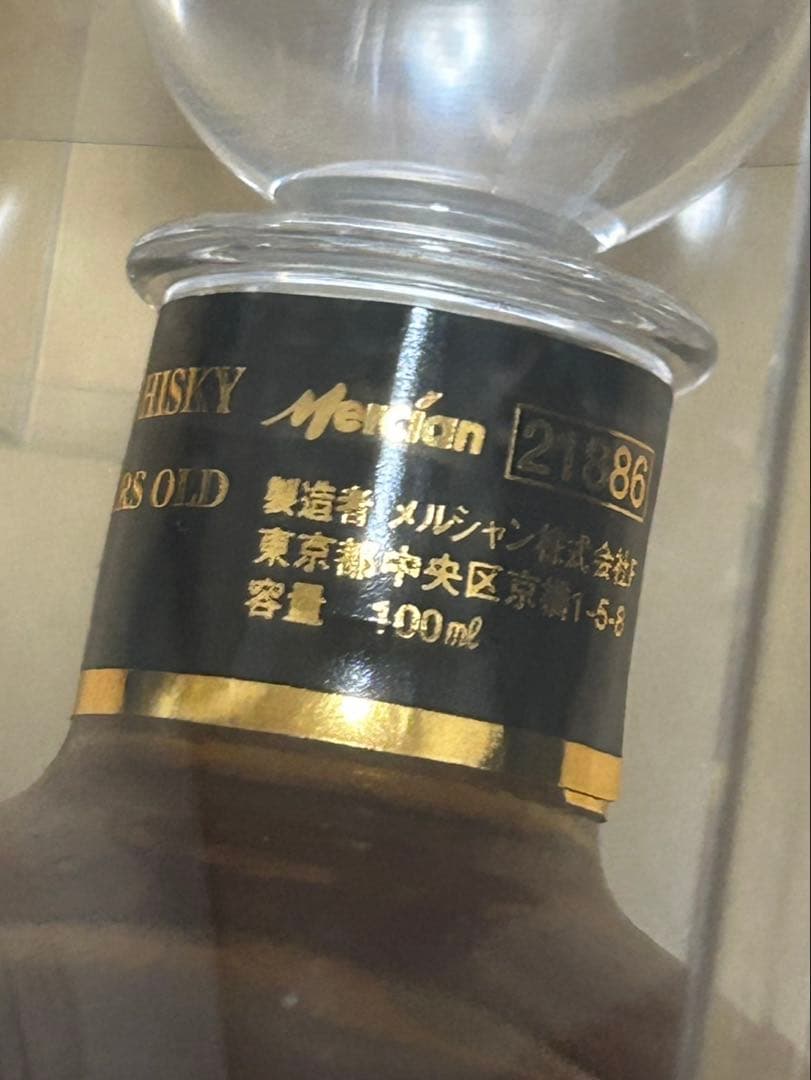 HISKY
RS OLD
Mercian
21886
製造者 メルシャン株式会社F
東京都中央区京橋1-5-8
容量 100ml